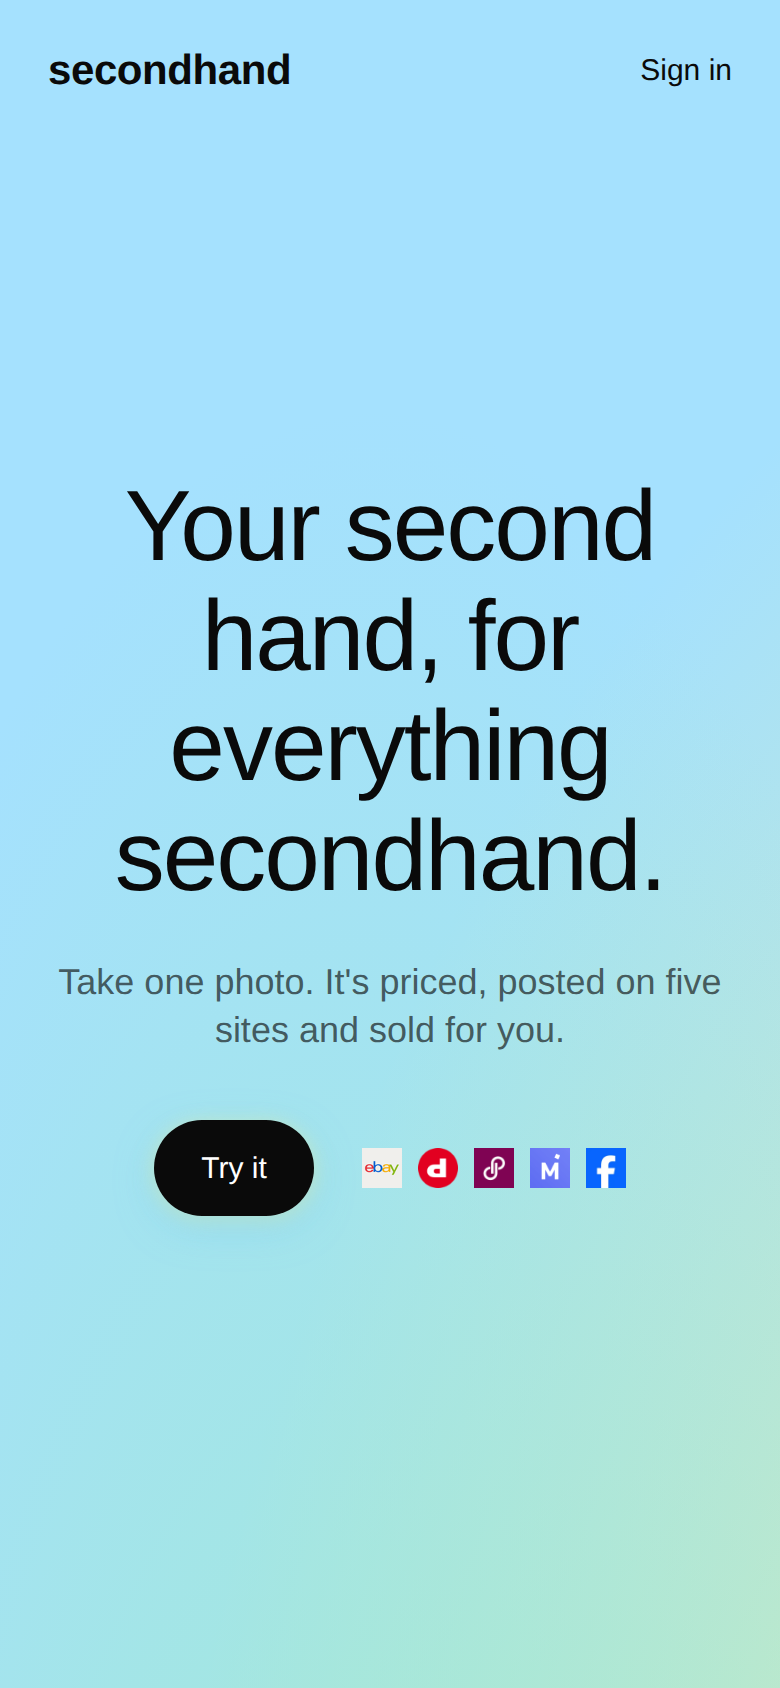 secondhand
Sign in
Your second
hand, for
everything
secondhand.
Take one photo. It's priced, posted on five
sites and sold for you.
Try it
ebay